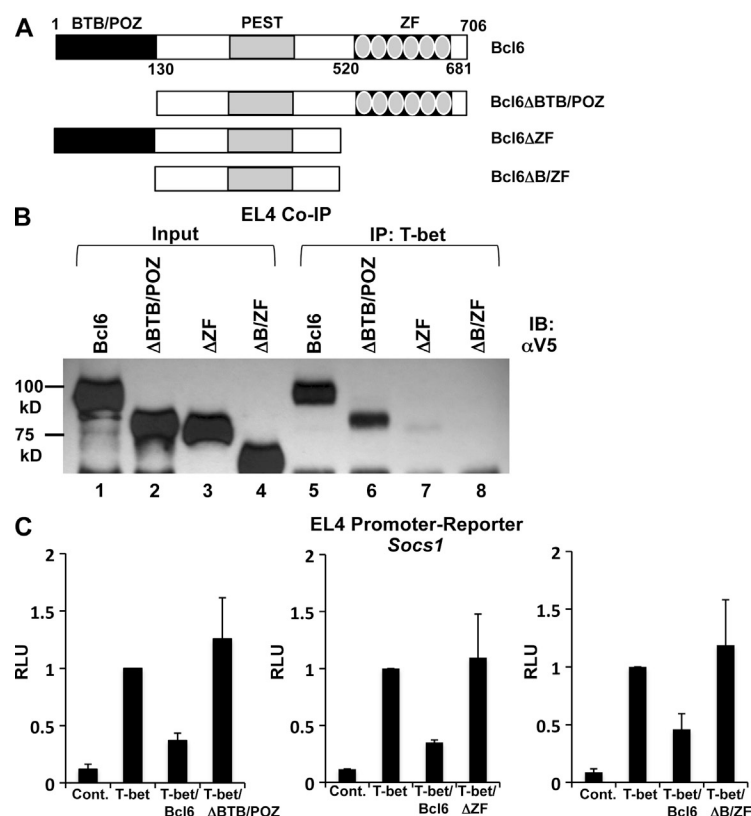 A
1 BTB/POZ PEST ZF 706
Bcl6
130 520 681
Bcl6ΔBTB/POZ
Bcl6ΔZF
Bcl6ΔB/ZF
B
EL4 Co-IP
Input IP: T-bet
Bcl6 ΔBTB/POZ ΔZF ΔB/ZF Bcl6 ΔBTB/POZ ΔZF ΔB/ZF
IB:
αV5
100
kD
75
kD
1 2 3 4 5 6 7 8
C
EL4 Promoter-Reporter
Socs1
2
1.5
1
0.5
0
RLU
Cont. T-bet T-bet/ T-bet/
Bcl6 ΔBTB/POZ
2
1.5
1
0.5
0
RLU
Cont. T-bet T-bet/ T-bet/
Bcl6 ΔZF
2
1.5
1
0.5
0
RLU
Cont. T-bet T-bet/ T-bet/
Bcl6 ΔB/ZF